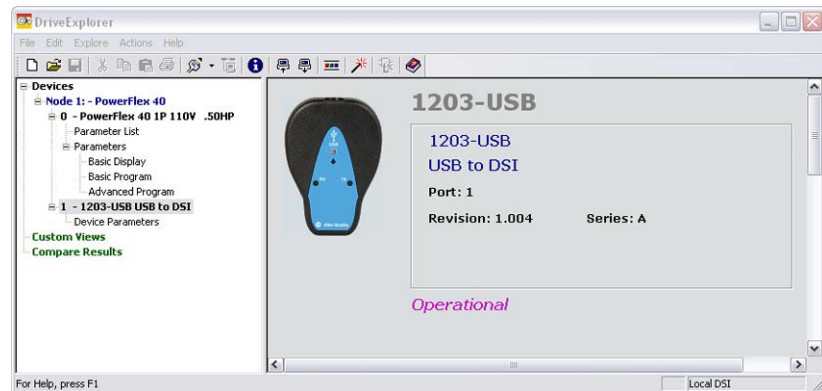 DriveExplorer
File Edit Explore Actions Help
Devices
Node 1: - PowerFlex 40
0 - PowerFlex 40 1P 110V .50HP
Parameter List
Parameters
Basic Display
Basic Program
Advanced Program
1 - 1203-USB USB to DSI
Device Parameters
Custom Views
Compare Results
1203-USB
1203-USB
USB to DSI
Port: 1
Revision: 1.004 Series: A
Operational
For Help, press F1 Local DSI